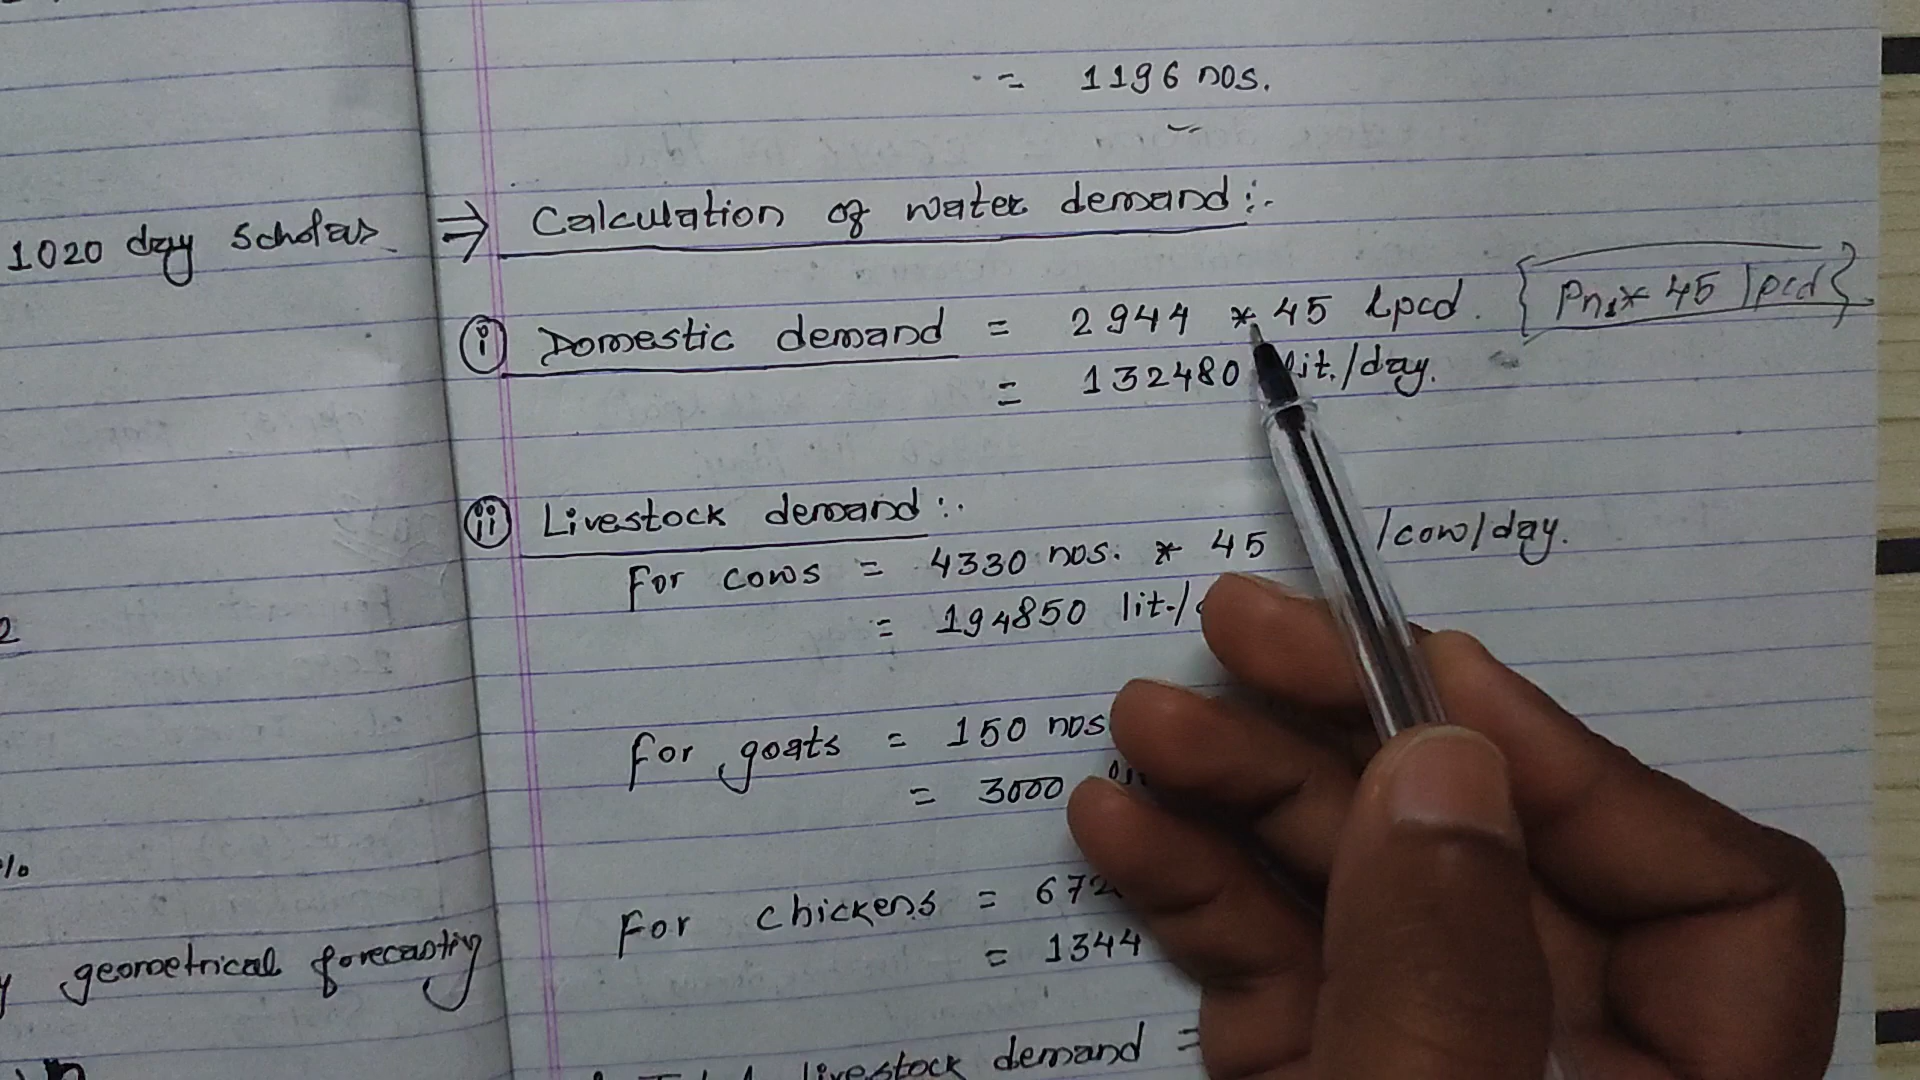 1020 day scholars
2
%
geometrical forecasting
= 1196 nos.
⇒ Calculation of water demand:-
(i) Domestic demand = 2944 * 45 Lpcd. {Pn1* 45 lpcd}
= 132480 lit./day.
(ii) Livestock demand:-
For cows = 4330 nos. * 45 /cow/day.
= 194850 lit./
For goats = 150 nos
= 3000
For chickens = 672
= 1344
livestock demand =